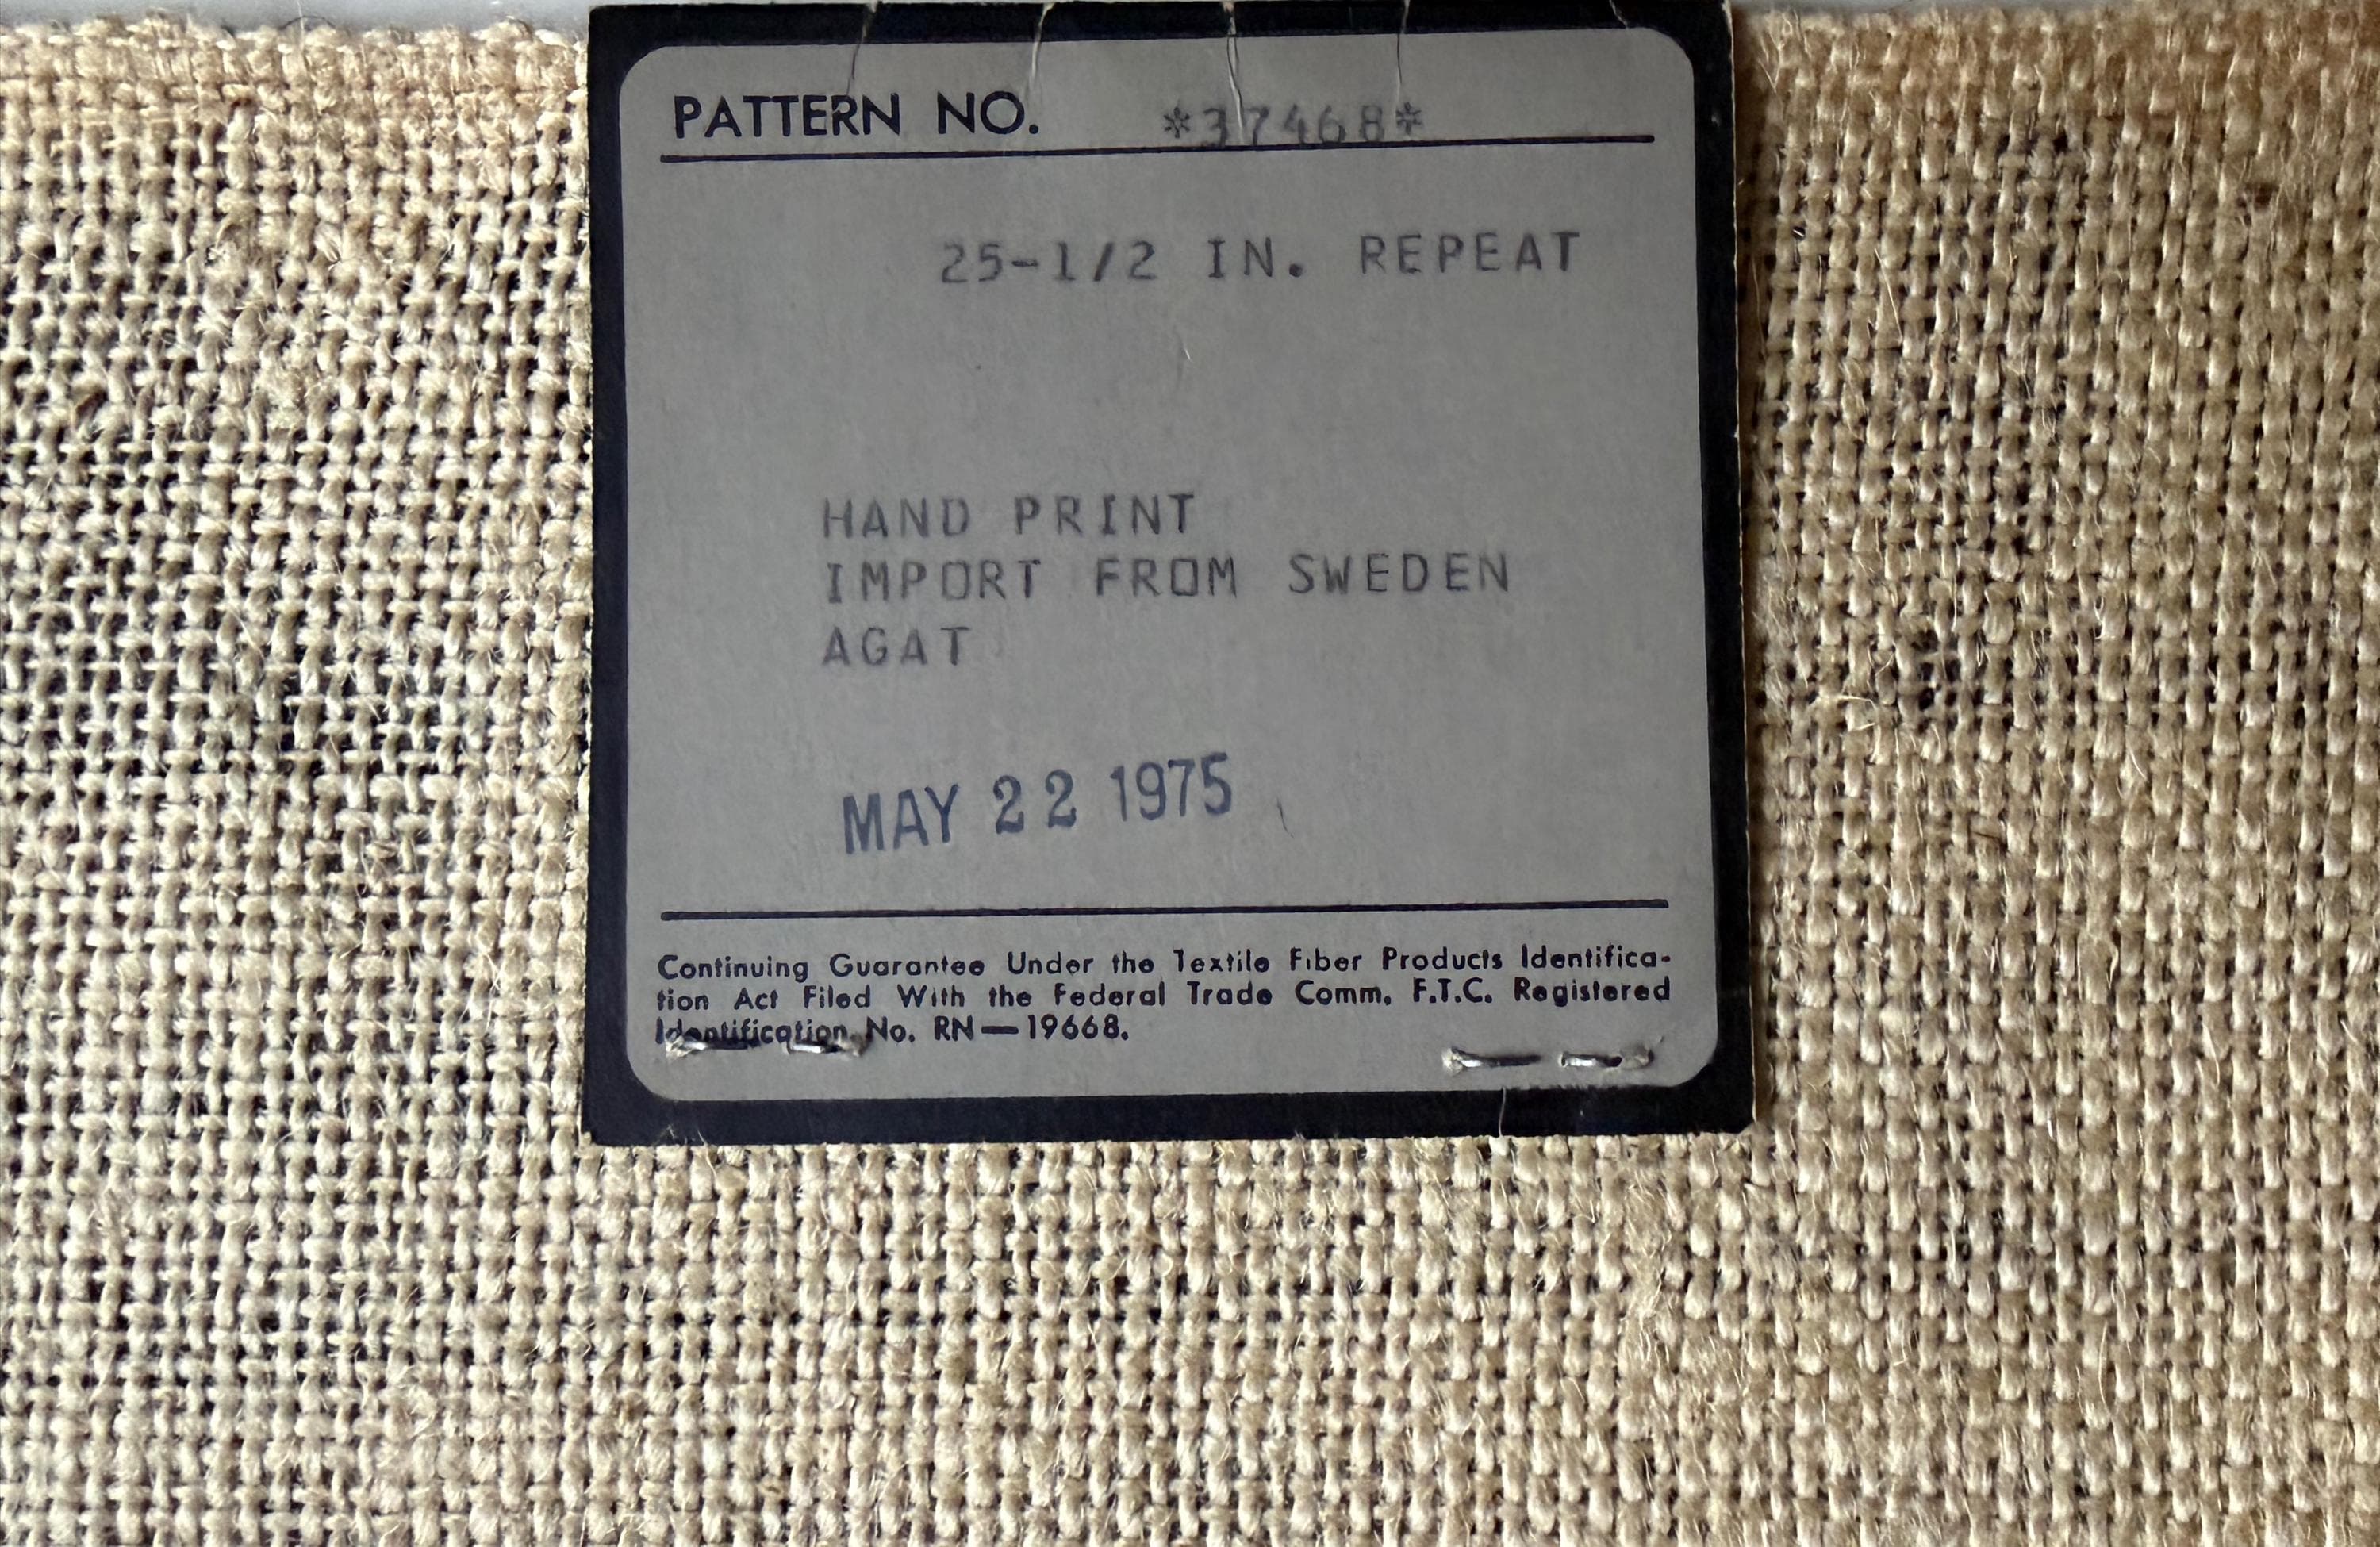 PATTERN NO. *37468*
25-1/2 IN. REPEAT
HAND PRINT
IMPORT FROM SWEDEN
AGAT
MAY 22 1975
Continuing Guarantee Under the Textile Fiber Products Identifica-
tion Act Filed With the Federal Trade Comm. F.T.C. Registered
Identification No. RN—19668.